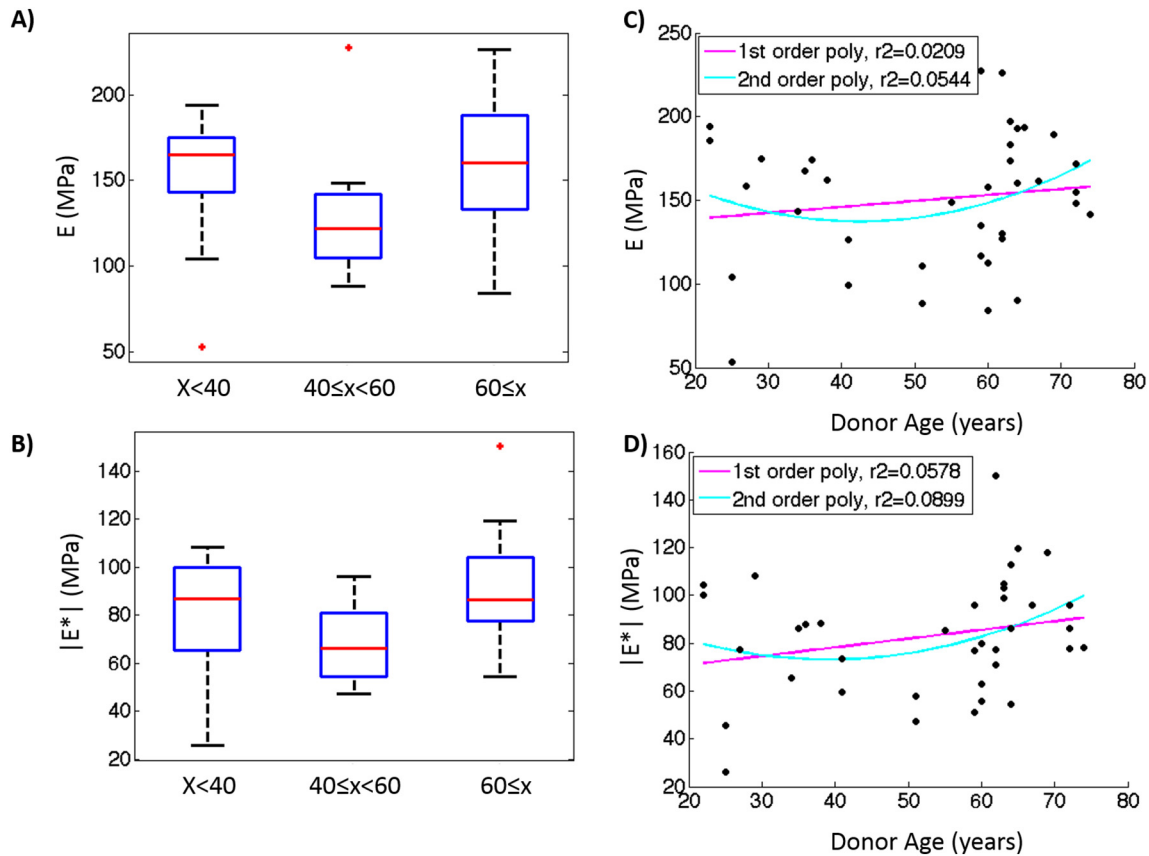 A)
E (MPa)
200
150
100
50
X<40
40≤x<60
60≤x
B)
|E*| (MPa)
140
120
100
80
60
40
20
X<40
40≤x<60
60≤x
C)
1st order poly, r2=0.0209
2nd order poly, r2=0.0544
E (MPa)
250
200
150
100
50
20 30 40 50 60 70 80
Donor Age (years)
D)
1st order poly, r2=0.0578
2nd order poly, r2=0.0899
|E*| (MPa)
160
140
120
100
80
60
40
20
20 30 40 50 60 70 80
Donor Age (years)